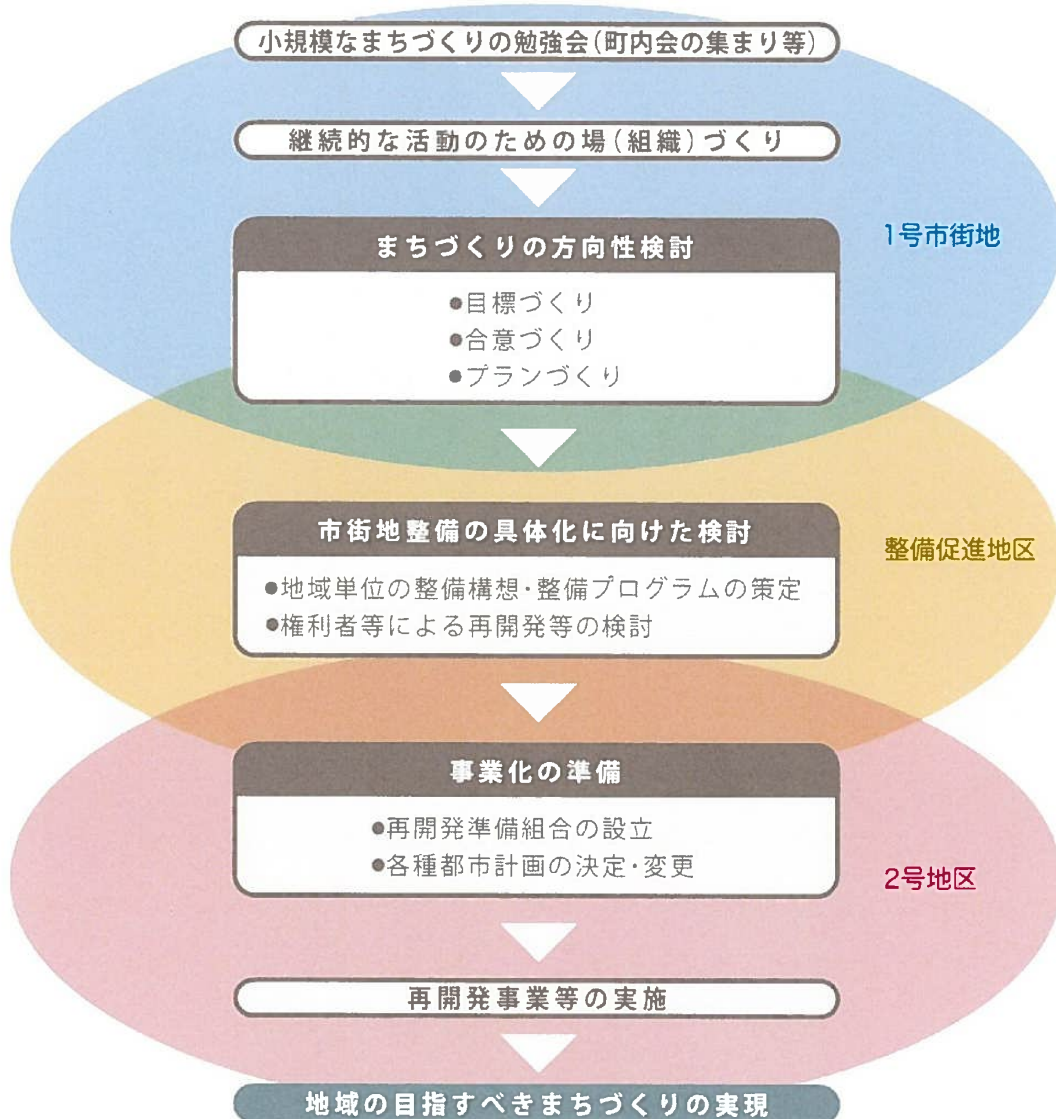 小規模なまちづくりの勉強会(町内会の集まり等)
継続的な活動のための場(組織)づくり
まちづくりの方向性検討
1号市街地
●目標づくり
●合意づくり
●プランづくり
市街地整備の具体化に向けた検討
整備促進地区
●地域単位の整備構想・整備プログラムの策定
●権利者等による再開発等の検討
事業化の準備
●再開発準備組合の設立
●各種都市計画の決定・変更
2号地区
再開発事業等の実施
地域の目指すべきまちづくりの実現